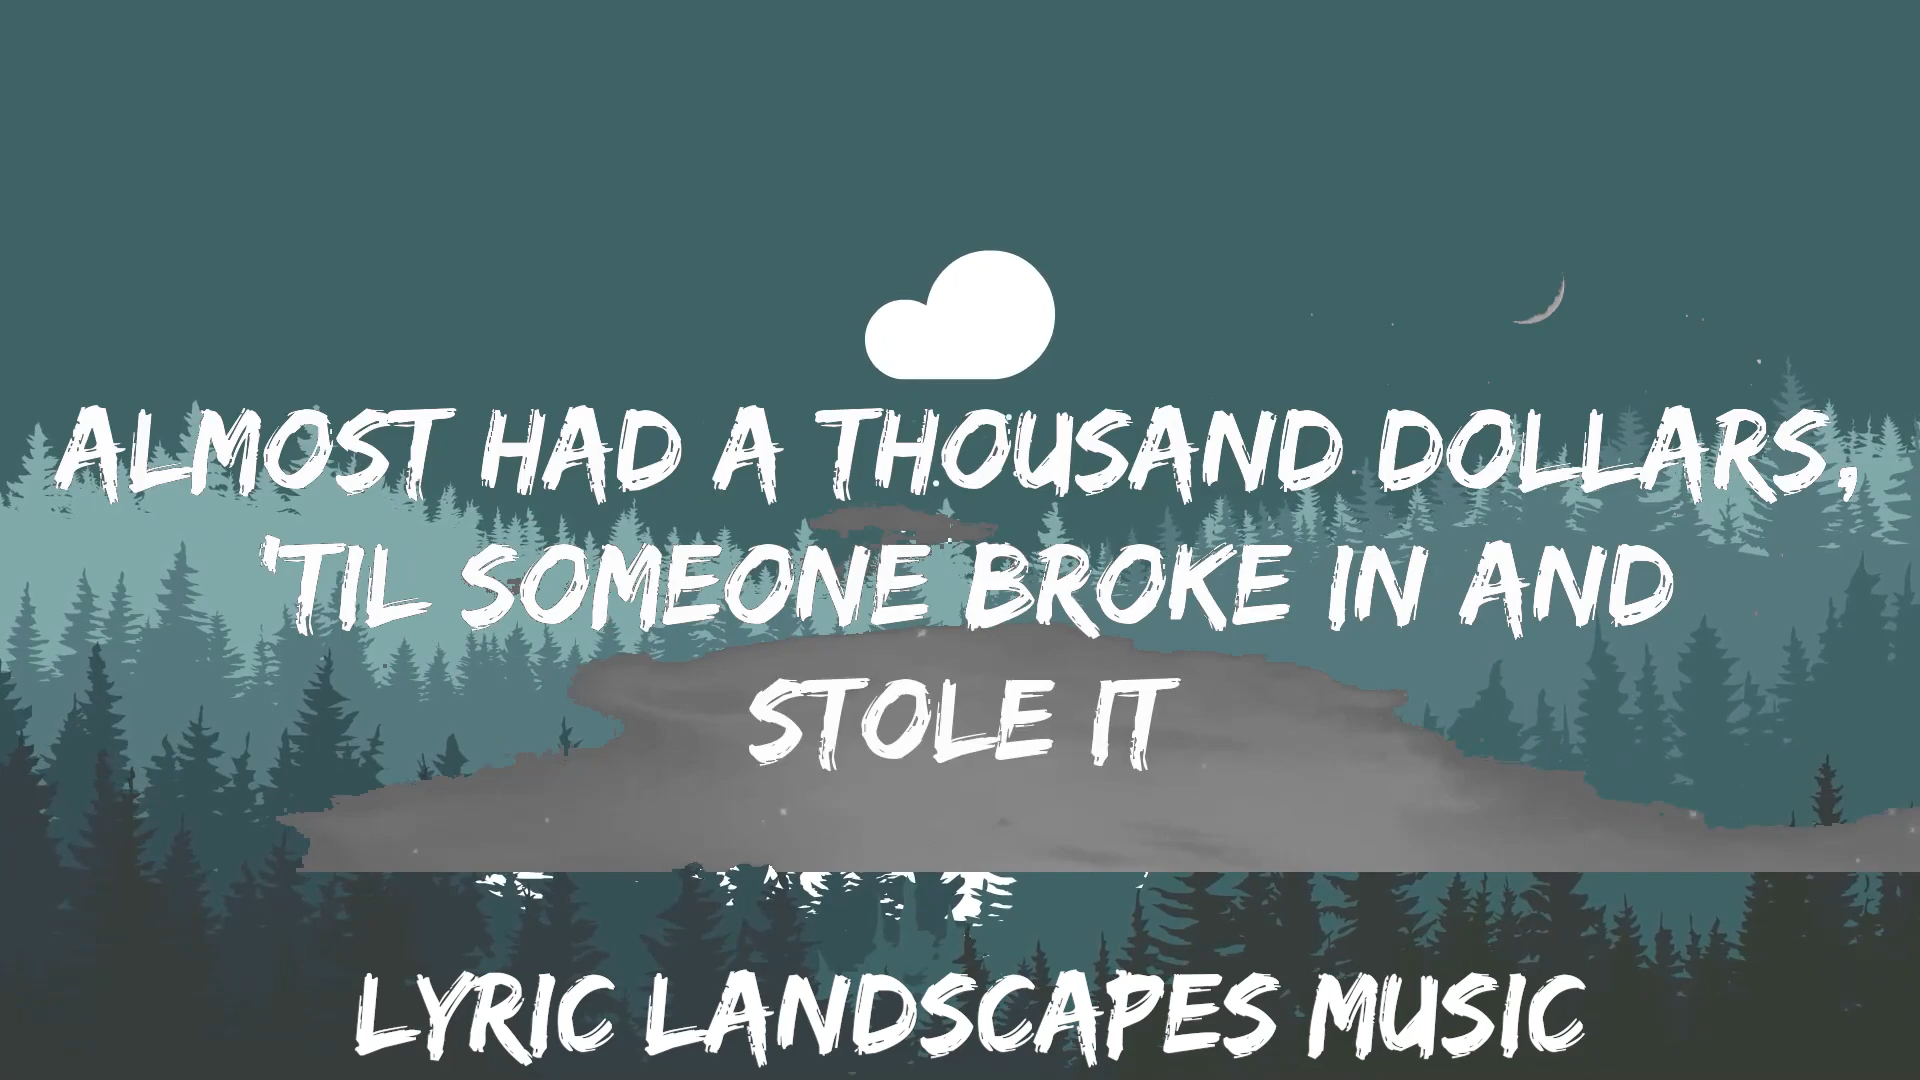 ALMOST HAD A THOUSAND DOLLARS,
'TIL SOMEONE BROKE IN AND
STOLE IT
LYRIC LANDSCAPES MUSIC